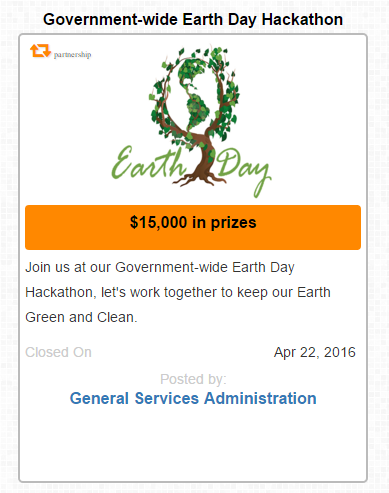 Government-wide Earth Day Hackathon
partnership
Earth Day
$15,000 in prizes
Join us at our Government-wide Earth Day
Hackathon, let's work together to keep our Earth
Green and Clean.
Closed On Apr 22, 2016
Posted by:
General Services Administration